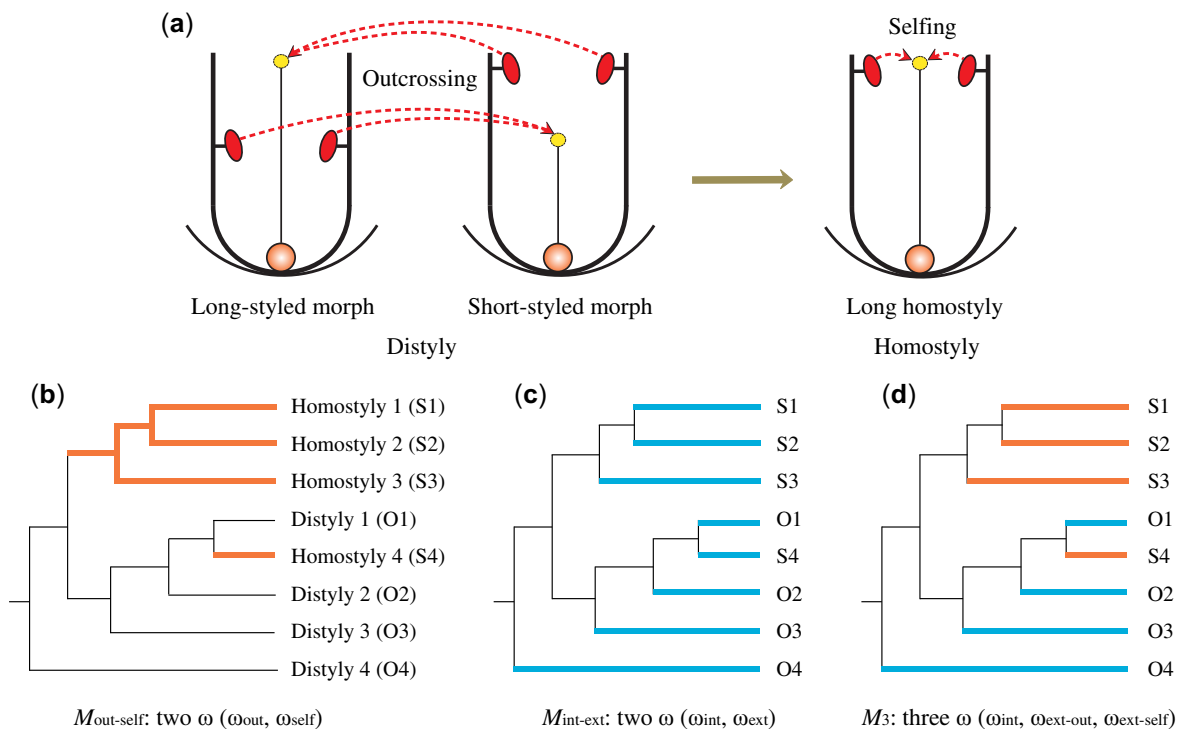 (a)
Outcrossing
Selfing
Long-styled morph
Short-styled morph
Long homostyly
Distyly
Homostyly
(b)
Homostyly 1 (S1)
Homostyly 2 (S2)
Homostyly 3 (S3)
Distyly 1 (O1)
Homostyly 4 (S4)
Distyly 2 (O2)
Distyly 3 (O3)
Distyly 4 (O4)
Mout-self: two ω (ωout, ωself)
(c)
S1
S2
S3
O1
S4
O2
O3
O4
Mint-ext: two ω (ωint, ωext)
(d)
S1
S2
S3
O1
S4
O2
O3
O4
M3: three ω (ωint, ωext-out, ωext-self)